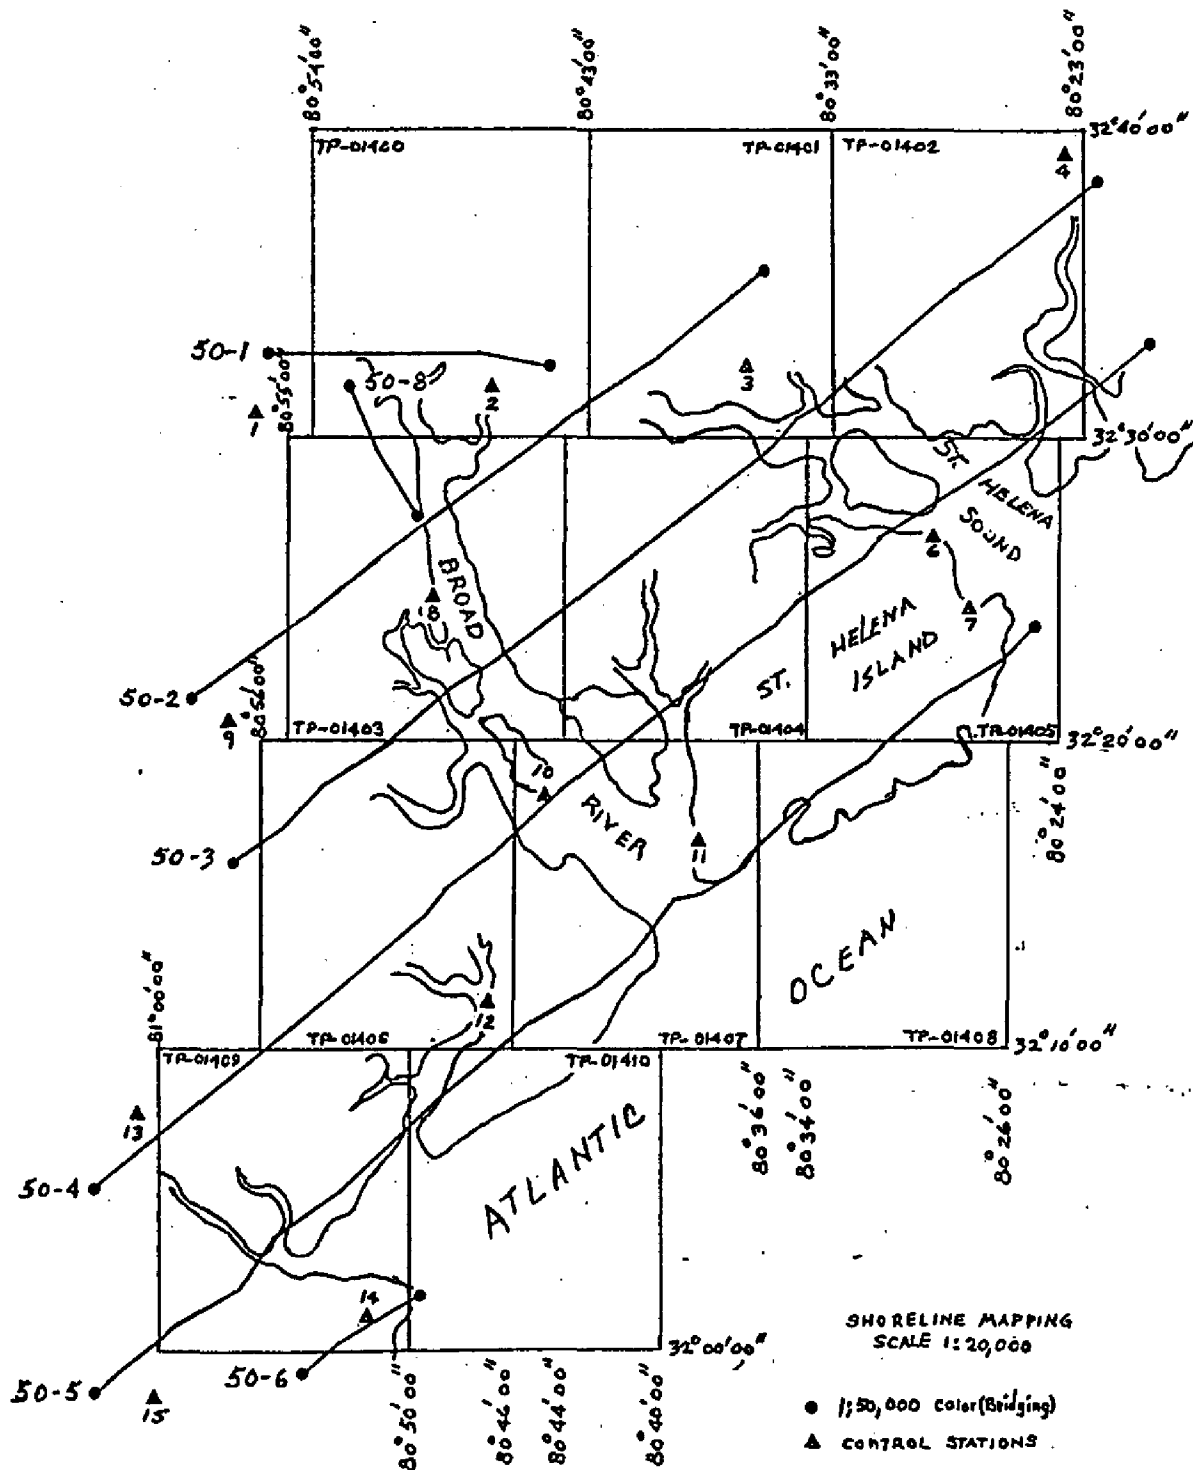 80°54'00"
80°43'00"
80°33'00"
80°23'00"
32°40'00"
TP-01400
TP-01401
TP-01402
4
50-1
50-8
2
3
1
80°55'00"
32°30'00"
ST. HELENA SOUND
6
7
BROAD
8
ST. HELENA ISLAND
50-2
9
80°56'00"
TP-01403
TP-01404
TP-01405
32°20'00"
10
RIVER
11
80°24'00"
50-3
OCEAN
12
81°00'00"
TP-01406
TP-01407
TP-01408
32°10'00"
TP-01409
TP-01410
13
80°36'00"
80°34'00"
80°26'00"
50-4
ATLANTIC
14
32°00'00"
50-5
15
50-6
80°50'00"
80°46'00"
80°44'00"
80°40'00"
SHORELINE MAPPING
SCALE 1:20,000
1:50,000 Color (Bridging)
CONTROL STATIONS